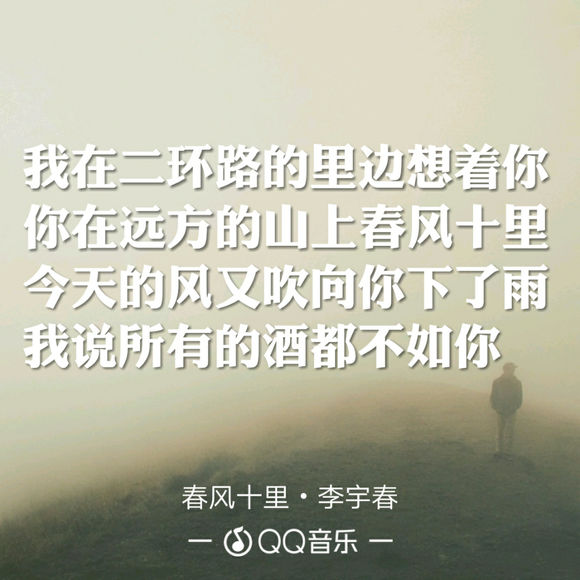 我在二环路的里边想着你
你在远方的山上春风十里
今天的风又吹向你下了雨
我说所有的酒都不如你
春风十里·李宇春
— QQ音乐 —